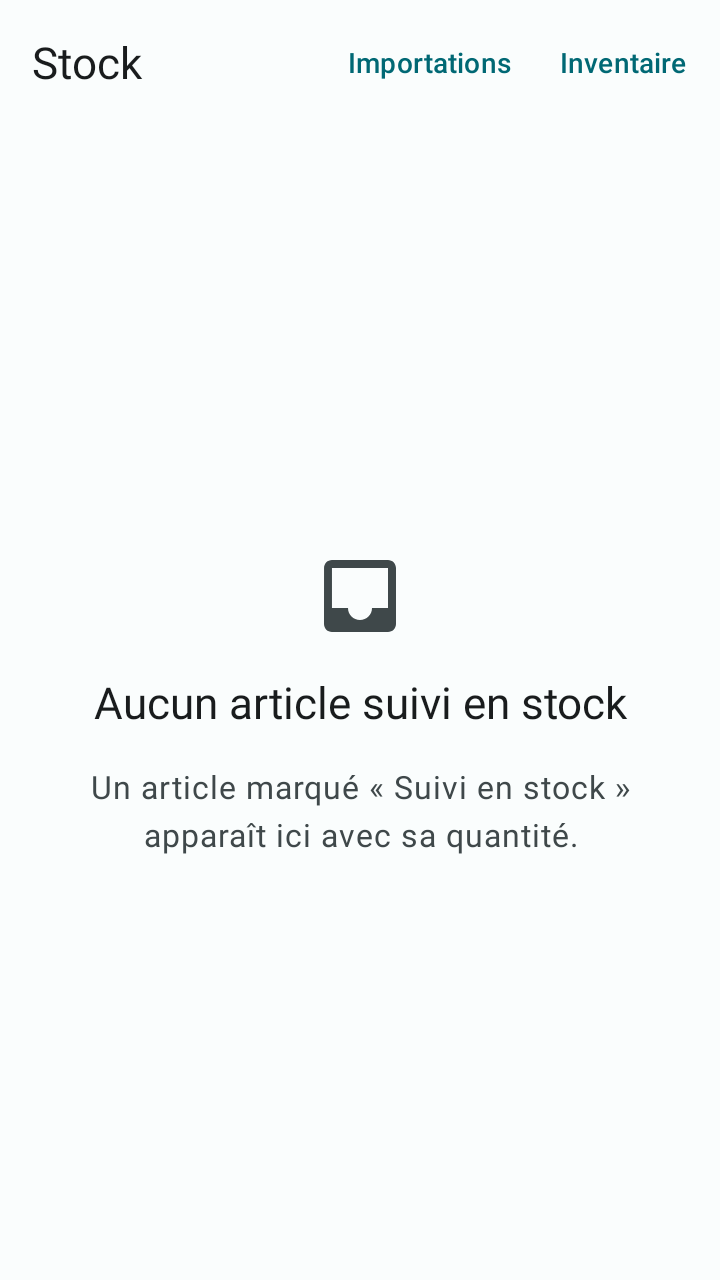 Stock
Importations
Inventaire
Aucun article suivi en stock
Un article marqué « Suivi en stock »
apparaît ici avec sa quantité.